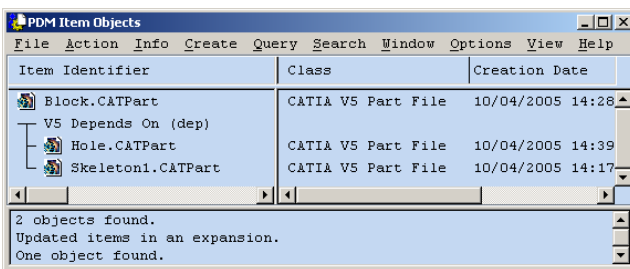 PDM Item Objects
File Action Info Create Query Search Window Options View Help
Item Identifier Class Creation Date
Block.CATPart CATIA V5 Part File 10/04/2005 14:28
V5 Depends On (dep)
Hole.CATPart CATIA V5 Part File 10/04/2005 14:39
Skeleton1.CATPart CATIA V5 Part File 10/04/2005 14:17
2 objects found.
Updated items in an expansion.
One object found.